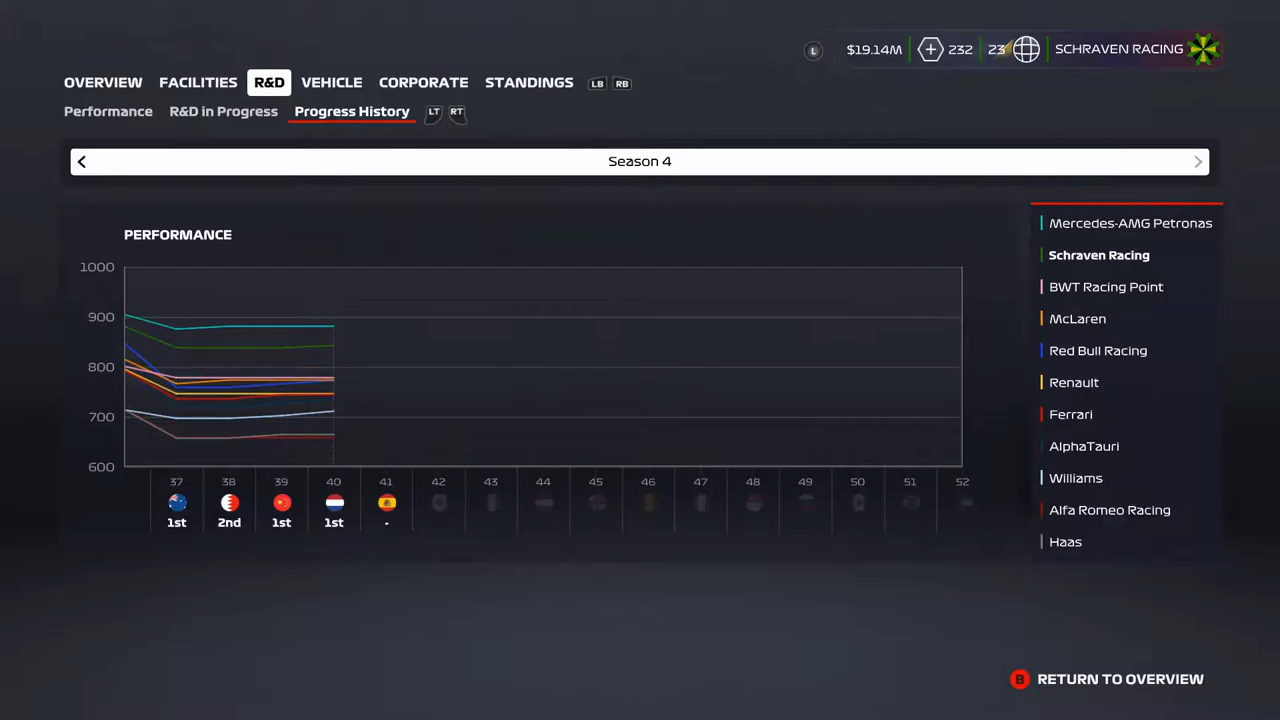 L $19.14M 232 23 SCHRAVEN RACING
OVERVIEW FACILITIES R&D VEHICLE CORPORATE STANDINGS LB RB
Performance R&D in Progress Progress History LT RT
Season 4
PERFORMANCE
1000
900
800
700
600
37 38 39 40 41 42 43 44 45 46 47 48 49 50 51 52
1st 2nd 1st 1st -
Mercedes-AMG Petronas
Schraven Racing
BWT Racing Point
McLaren
Red Bull Racing
Renault
Ferrari
AlphaTauri
Williams
Alfa Romeo Racing
Haas
B RETURN TO OVERVIEW